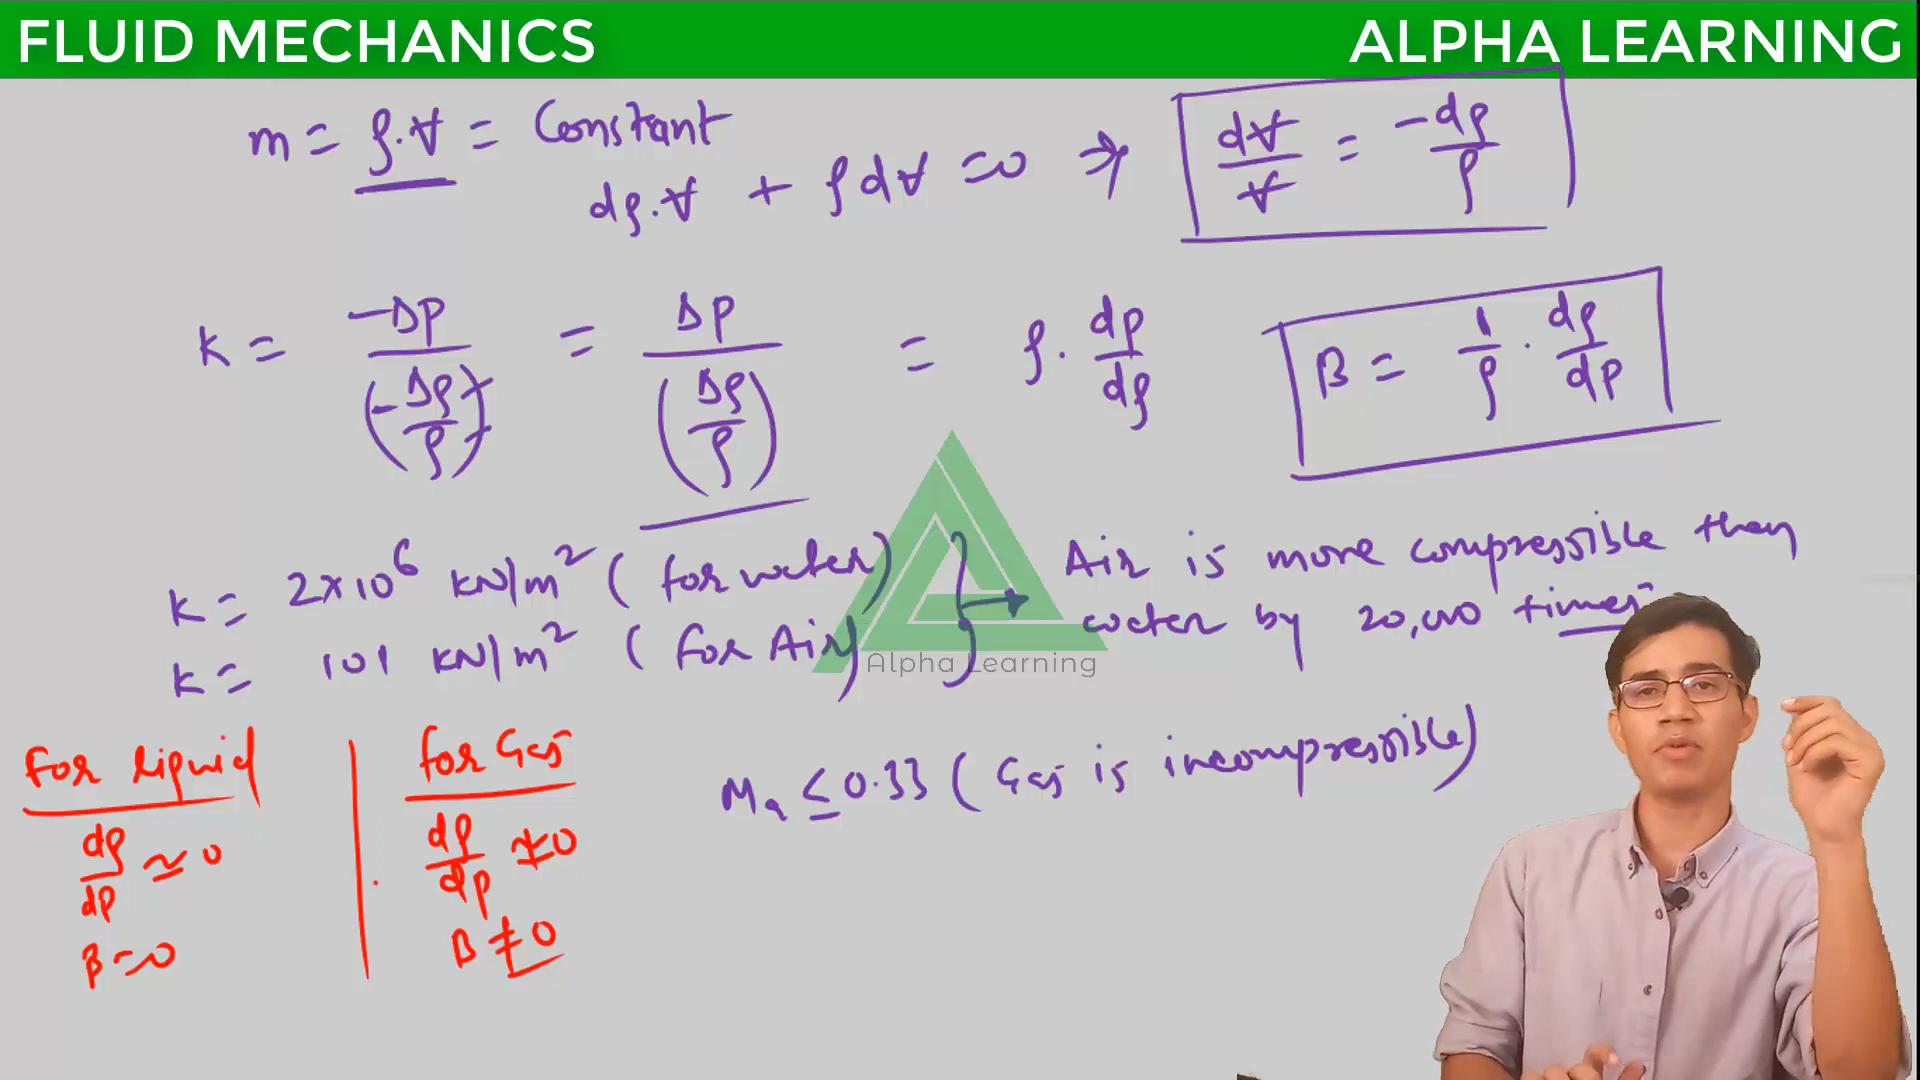 FLUID MECHANICS
ALPHA LEARNING
m = ρ.V = Constant
dρ.V + ρdV = 0 ⇒ dV/V = -dρ/ρ
K = -ΔP/(-Δρ/ρ) = ΔP/(Δρ/ρ) = ρ.dP/dρ
β = 1/ρ . dρ/dP
K = 2×10⁶ kN/m² (for water)
K = 101 kN/m² (for Air)
Air is more compressible than
water by 20,000 times
Alpha Learning
For liquid
dρ/dP ≃ 0
β = 0
for Gas
dρ/dP ≠ 0
β ≠ 0
Ma ≤ 0.33 (Gas is incompressible)